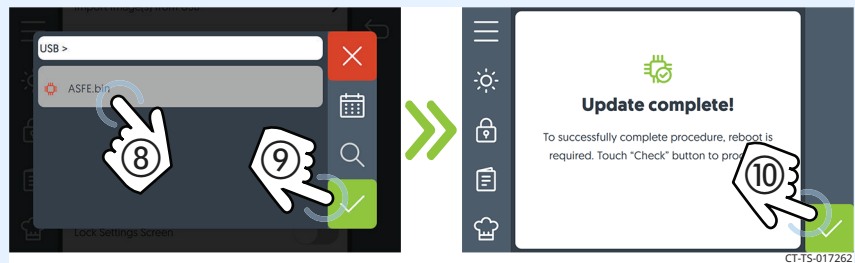 USB >
ASFE.bin
8
9
Lock Settings Screen
Update complete!
To successfully complete procedure, reboot is
required. Touch "Check" button to
10
CT-TS-017262